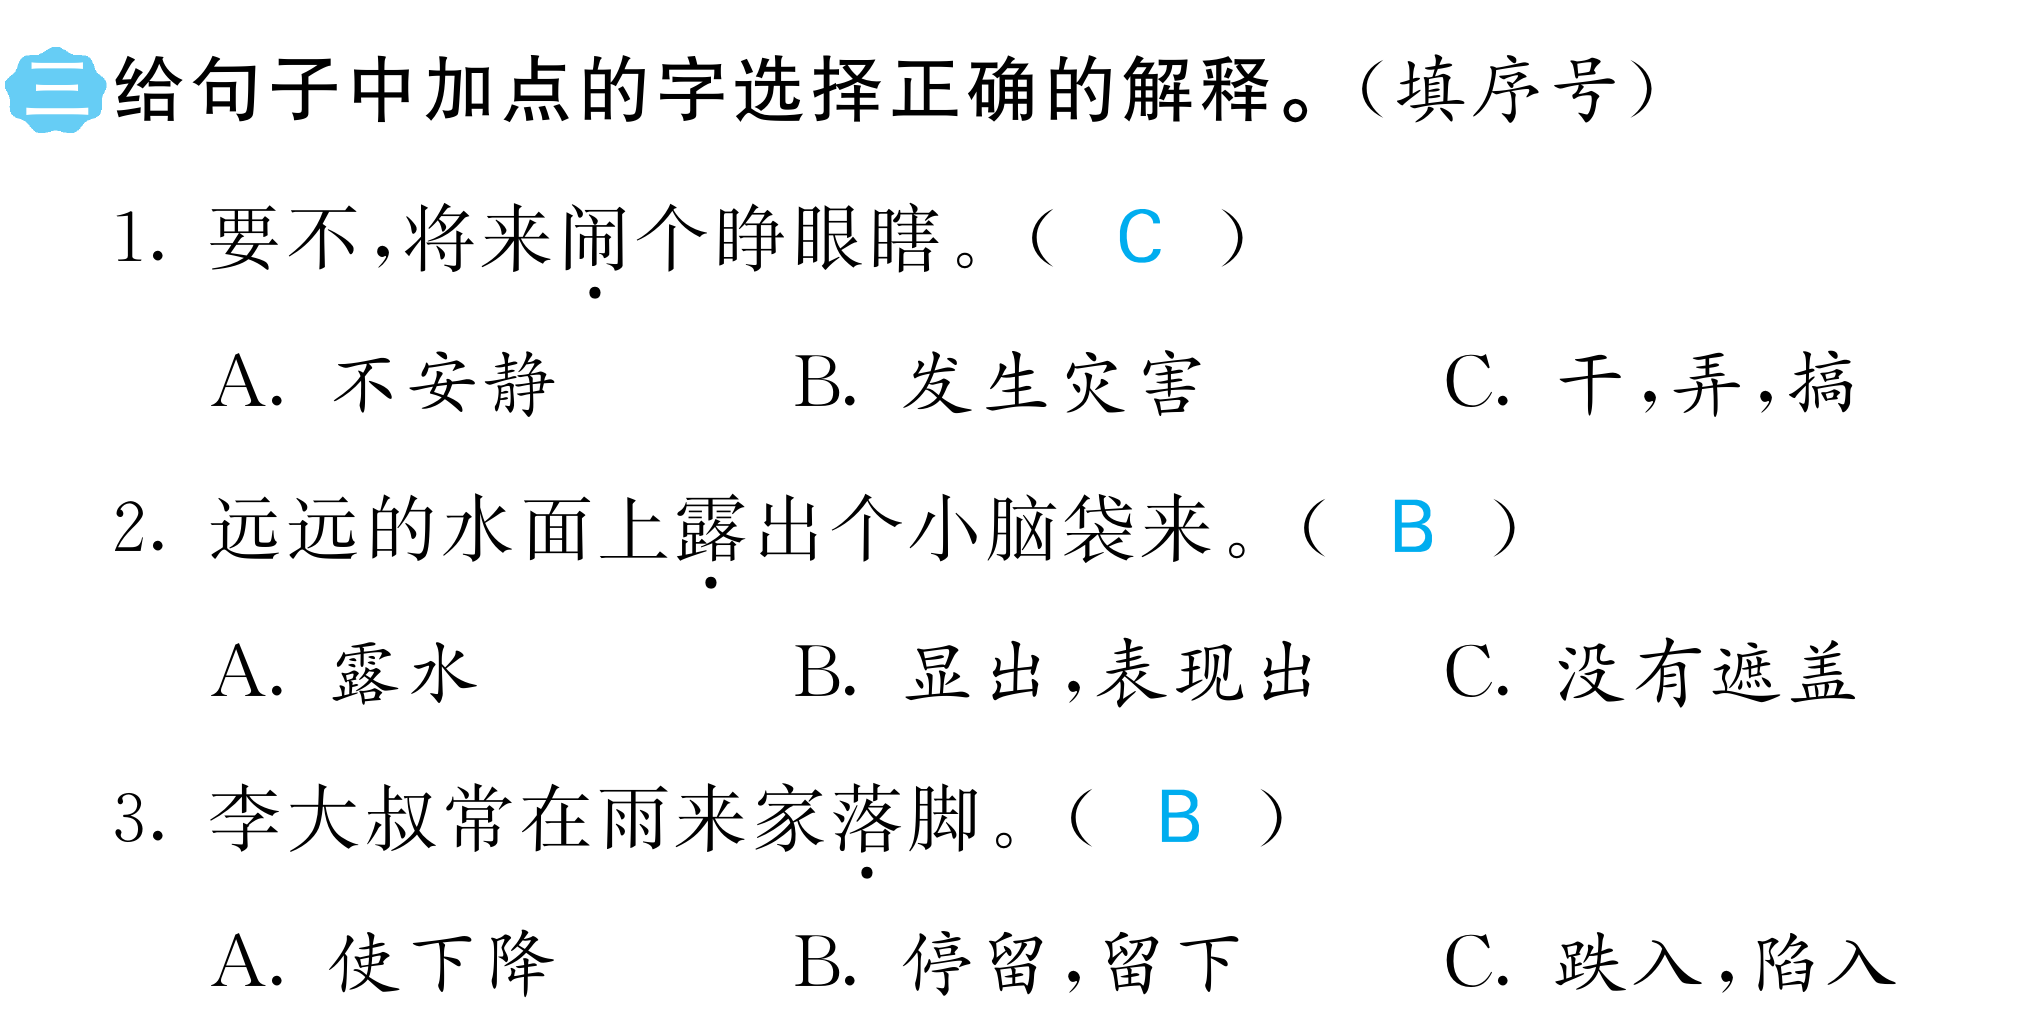 三 给句子中加点的字选择正确的解释。（填序号）
1. 要不,将来闹个睁眼瞎。（ C ）
A. 不安静 B. 发生灾害 C. 干,弄,搞
2. 远远的水面上露出个小脑袋来。（ B ）
A. 露水 B. 显出,表现出 C. 没有遮盖
3. 李大叔常在雨来家落脚。（ B ）
A. 使下降 B. 停留,留下 C. 跌入,陷入